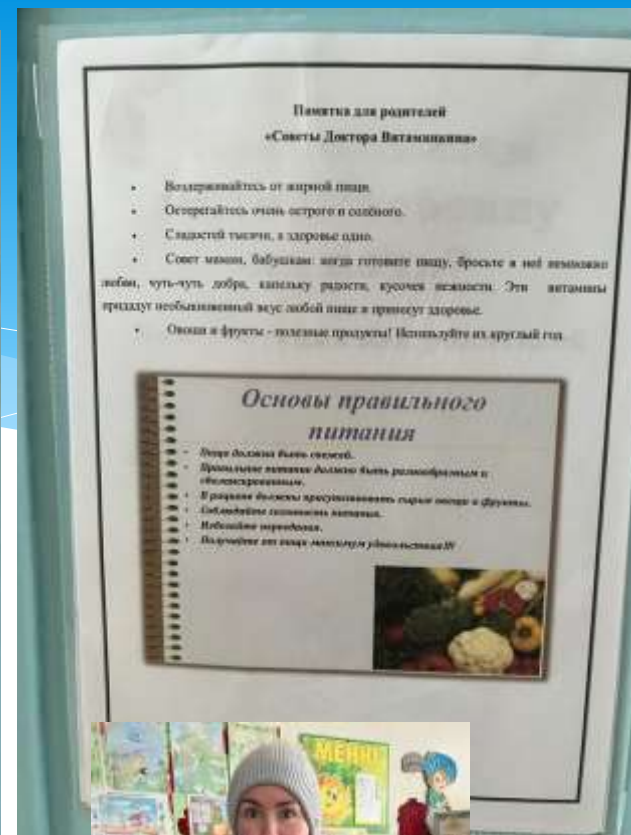 Памятка для родителей
«Советы Доктора Витаминкина»
• Воздерживайтесь от жирной пищи.
• Остерегайтесь очень острого и солёного.
• Сладостей тысячи, а здоровье одно.
• Совет мамам, бабушкам: когда готовите пищу, бросьте в неё немножко
любви, чуть-чуть добра, капельку радости, кусочек нежности. Эти витамины
придадут необыкновенный вкус любой пище и принесут здоровье.
• Овощи и фрукты - полезные продукты! Используйте их круглый год.
Основы правильного
питания
• Пища должна быть свежей.
• Правильное питание должно быть разнообразным и
сбалансированным.
• В рационе должны присутствовать сырые овощи и фрукты.
• Соблюдайте сезонность питания.
• Избегайте переедания.
• Получайте от пищи максимум удовольствия!!!
МЕНЮ